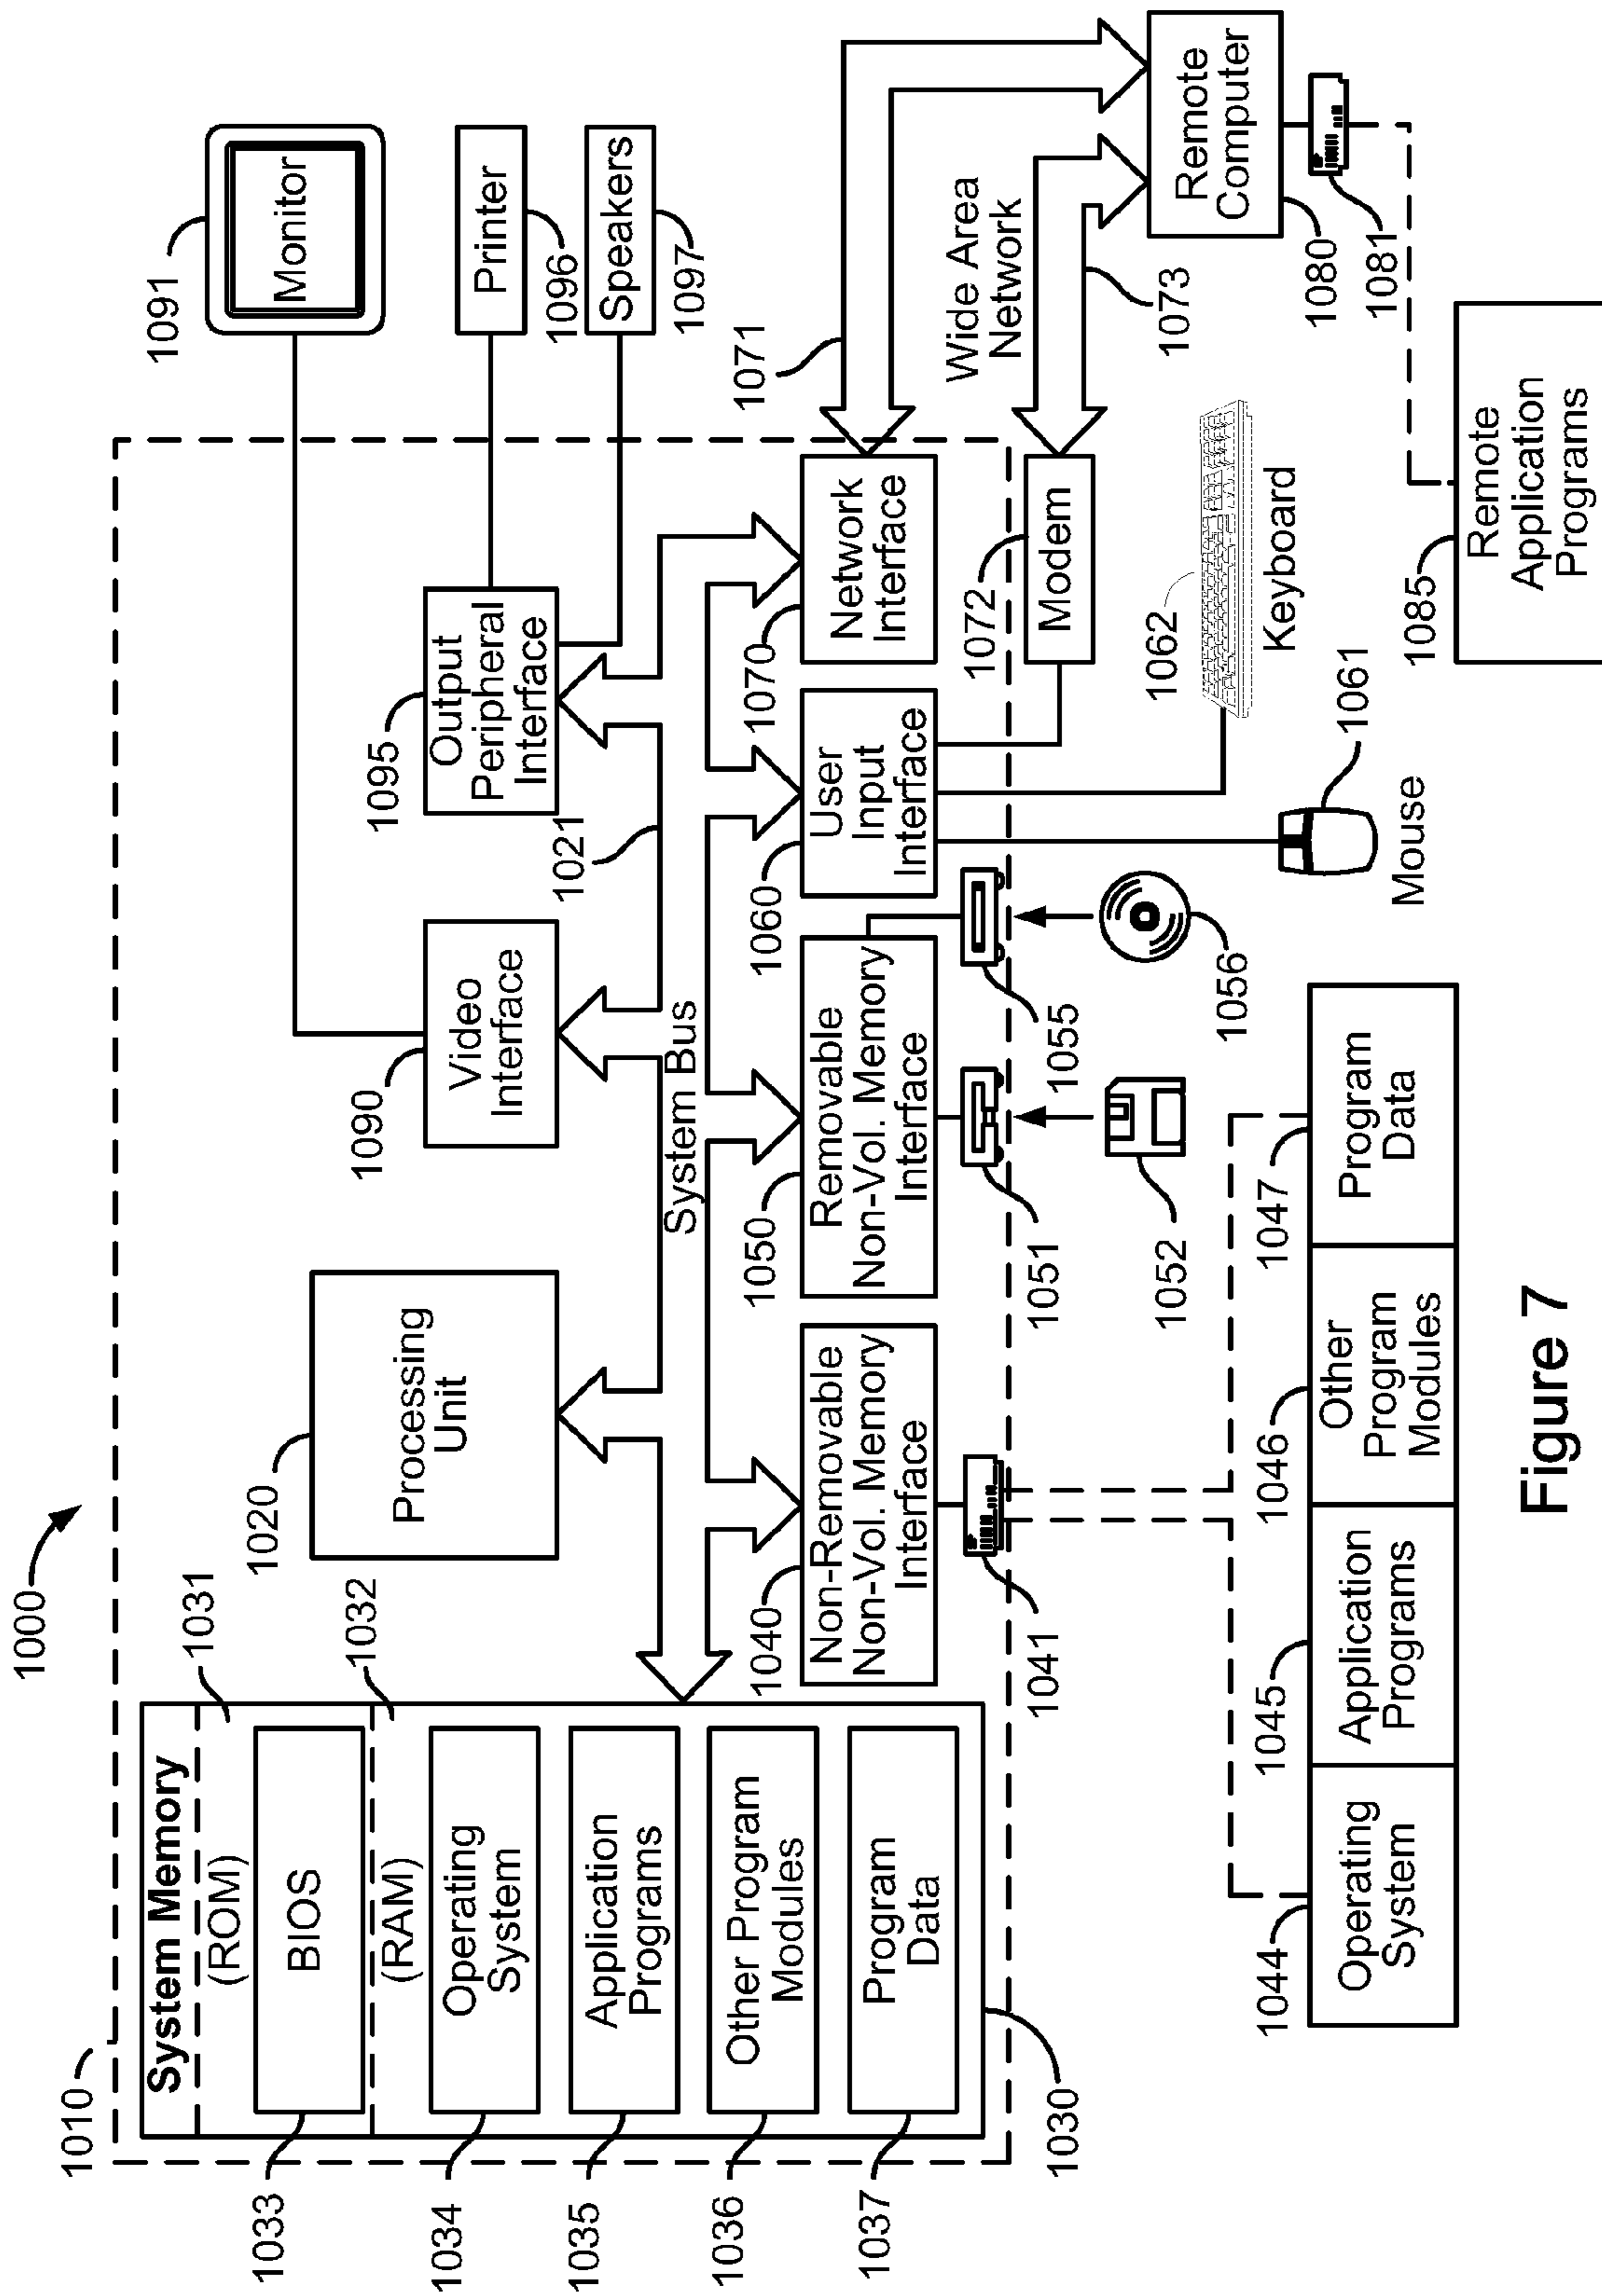 1000
1010
System Memory
(ROM)
1031
BIOS
1033
(RAM)
1032
Operating
System
1034
Application
Programs
1035
Other Program
Modules
1036
Program
Data
1037
1030
1020
Processing
Unit
1090
Video
Interface
1095
Output
Peripheral
Interface
1021
System Bus
1091
Monitor
Printer
1096
Speakers
1097
1040
Non-Removable
Non-Vol. Memory
Interface
1041
1050
Removable
Non-Vol. Memory
Interface
1051
1055
1052
1056
1060
User
Input
Interface
1070
Network
Interface
1071
1072
Modem
Wide Area
Network
1073
Remote
Computer
1080
1081
1062
Keyboard
1061
Mouse
1085
Remote
Application
Programs
1044
Operating
System
1045
Application
Programs
1046
Other
Program
Modules
1047
Program
Data
Figure 7